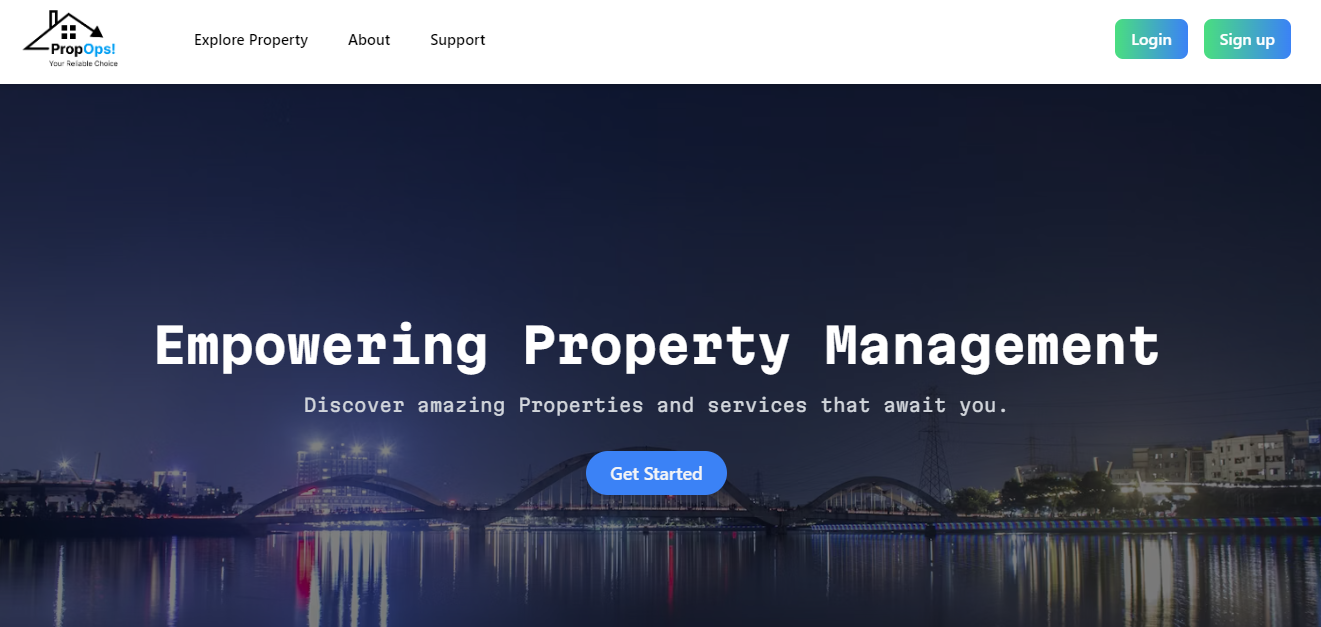 PropOps!
Your Reliable Choice
Explore Property
About
Support
Login
Sign up
Empowering Property Management
Discover amazing Properties and services that await you.
Get Started